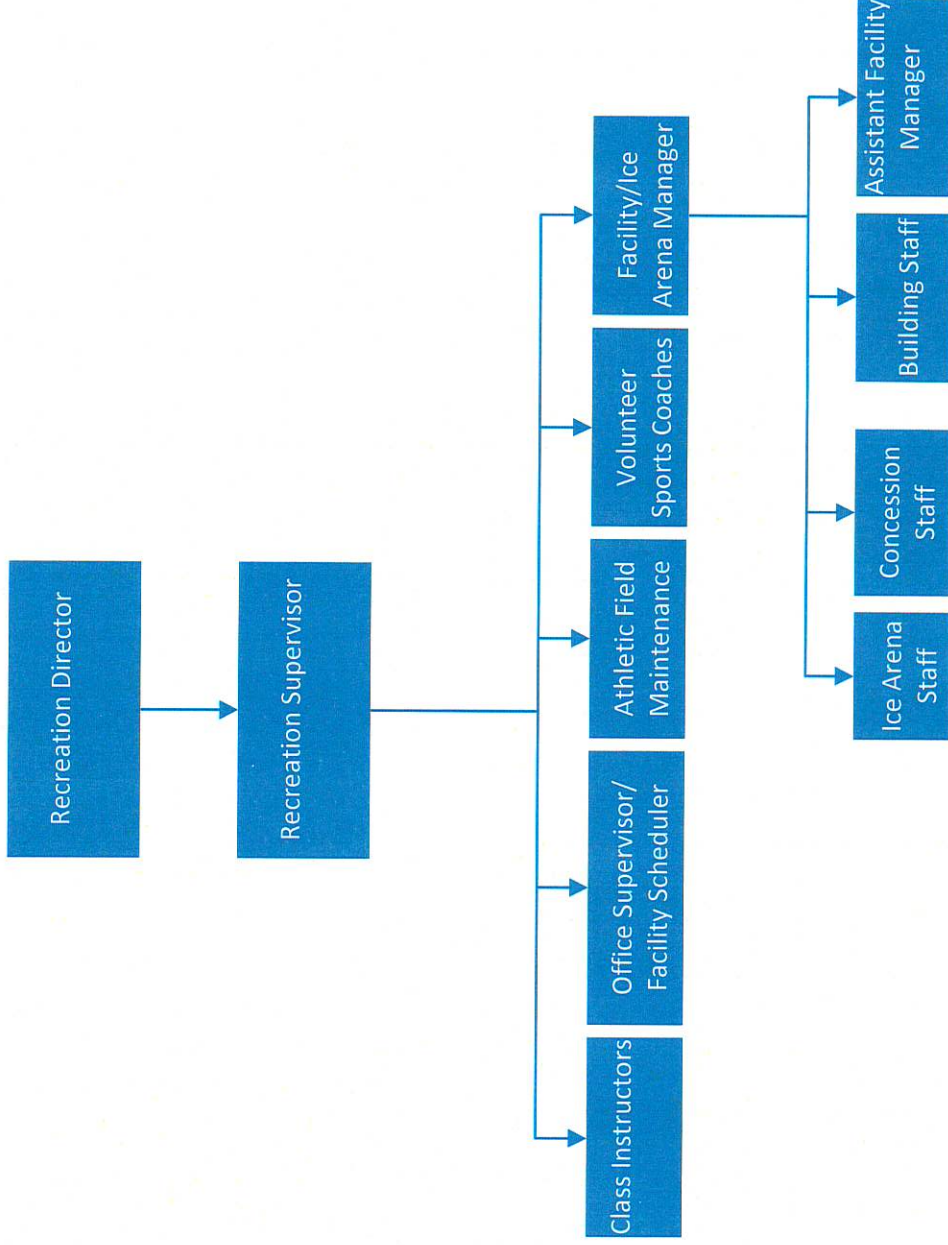 Recreation Director
Recreation Supervisor
Class Instructors
Office Supervisor/
Facility Scheduler
Athletic Field
Maintenance
Volunteer
Sports Coaches
Facility/Ice
Arena Manager
Ice Arena
Staff
Concession
Staff
Building Staff
Assistant Facility
Manager